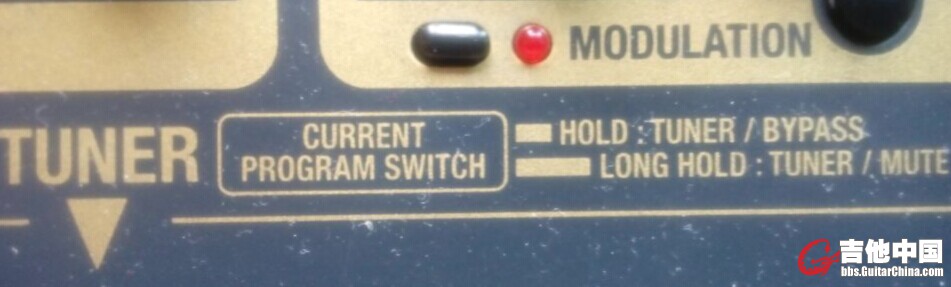 MODULATION
TUNER
CURRENT
PROGRAM SWITCH
HOLD : TUNER / BYPASS
LONG HOLD : TUNER / MUTE
吉他中国
bbs.GuitarChina.com